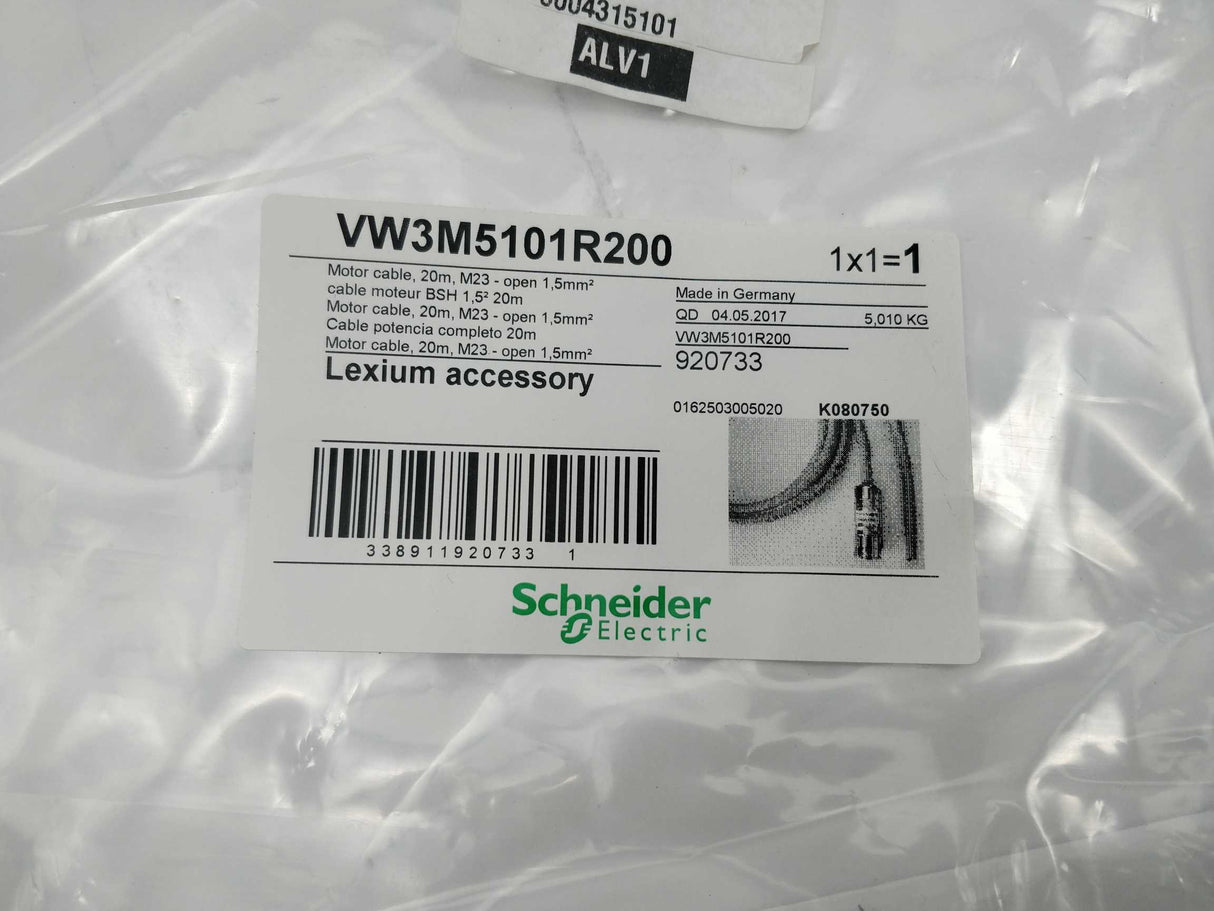 0004315101
ALV1
VW3M5101R200
1x1=1
Motor cable, 20m, M23 - open 1,5mm²
cable moteur BSH 1,5² 20m
Motor cable, 20m, M23 - open 1,5mm²
Cable potencia completo 20m
Motor cable, 20m, M23 - open 1,5mm²
Lexium accessory
Made in Germany
QD 04.05.2017 5,010 KG
VW3M5101R200
920733
0162503005020 K080750
338911920733 1
Schneider
Electric